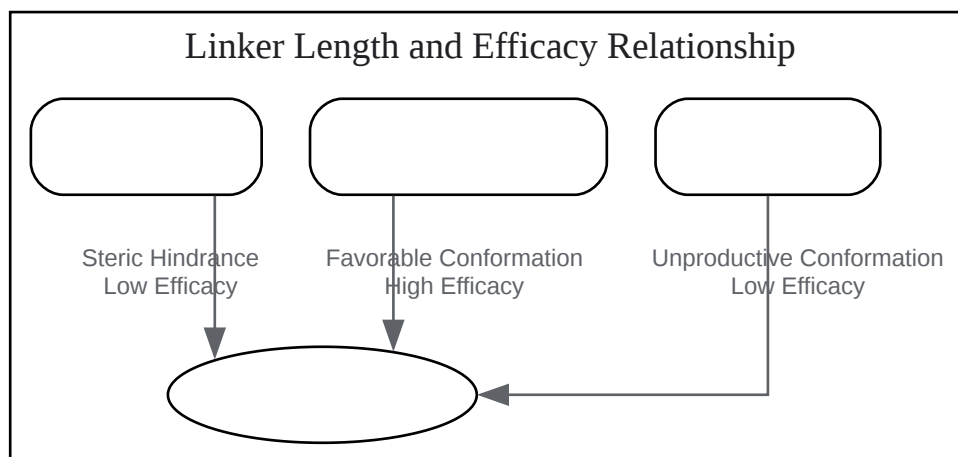 Linker Length and Efficacy Relationship
Steric Hindrance
Low Efficacy
Favorable Conformation
High Efficacy
Unproductive Conformation
Low Efficacy